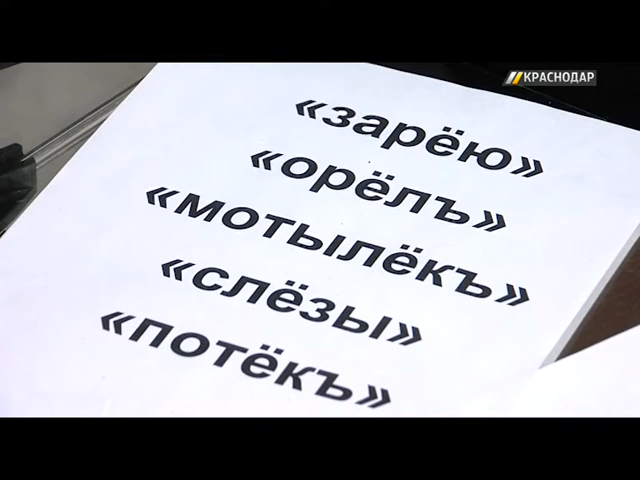 КРАСНОДАР
«зарёю»
«орёлъ»
«мотылёкъ»
«слёзы»
«потёкъ»